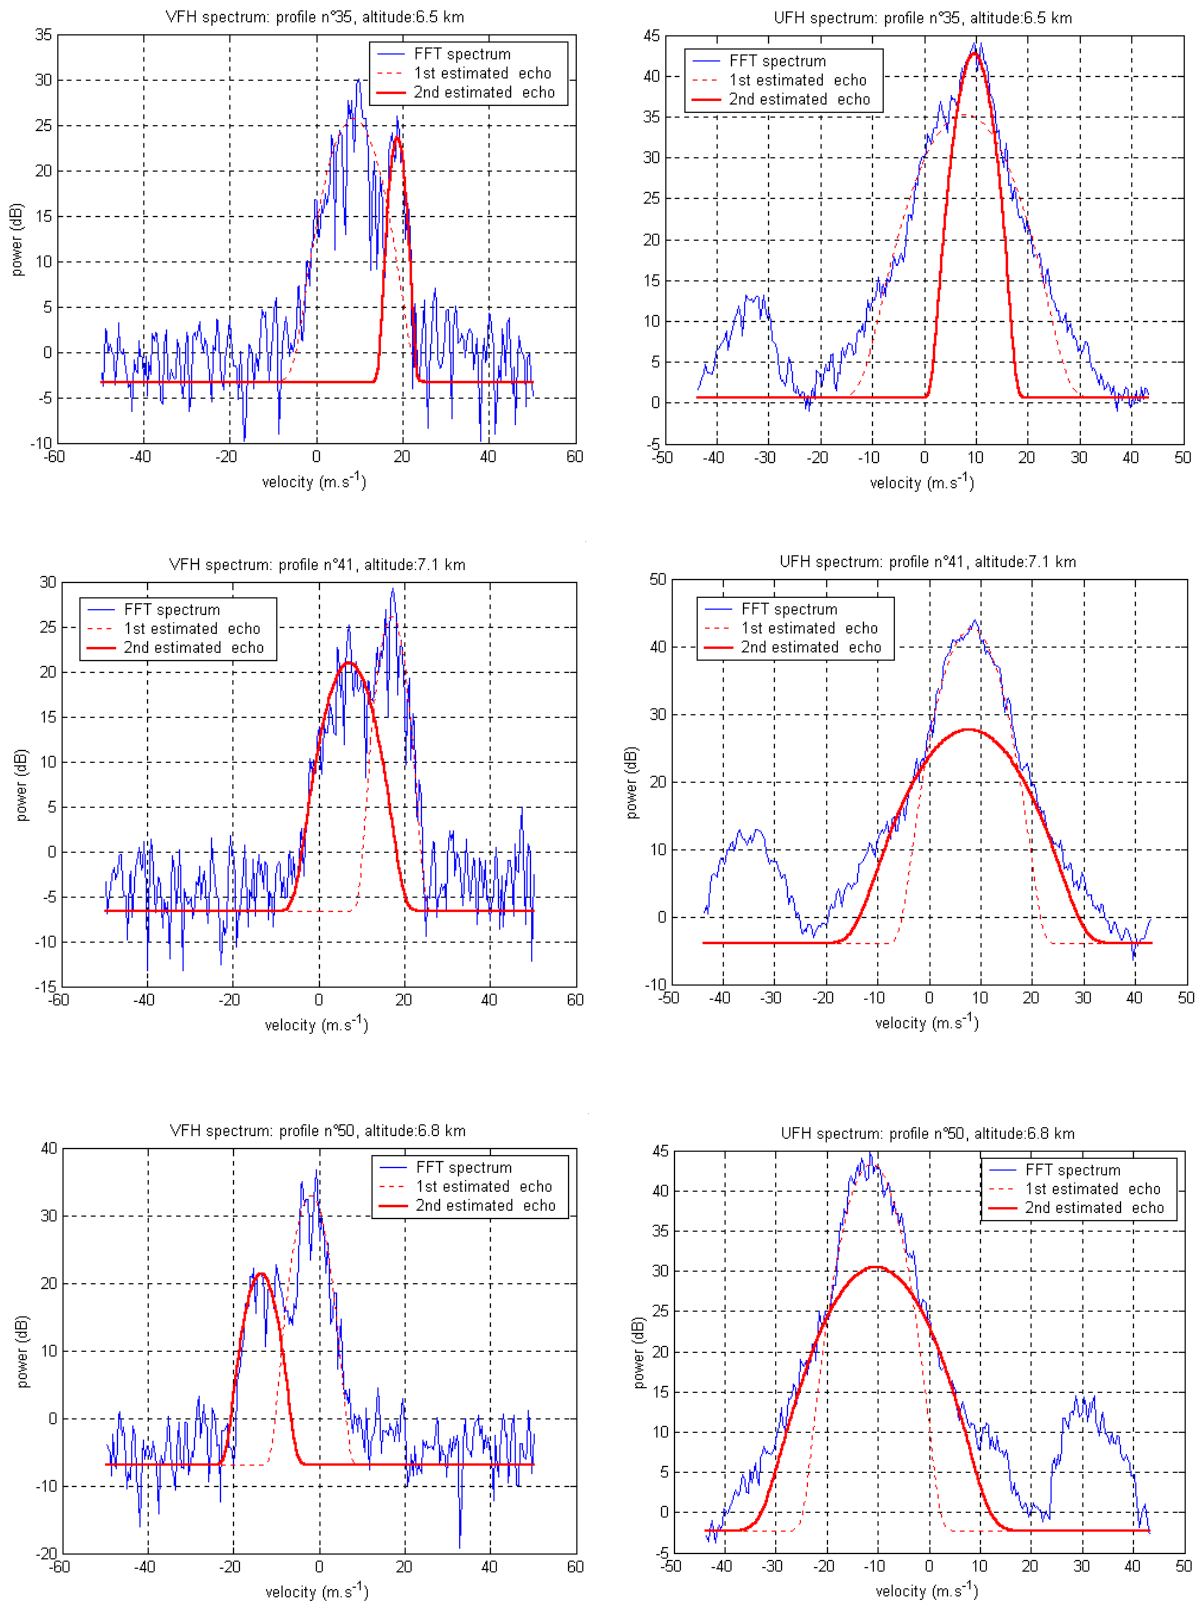 VFH spectrum: profile n°35, altitude:6.5 km
35
30
25
20
15
10
5
0
-5
-10
power (dB)
FFT spectrum
1st estimated echo
2nd estimated echo
-60 -40 -20 0 20 40 60
velocity (m.s-1)
UFH spectrum: profile n°35, altitude:6.5 km
45
40
35
30
25
20
15
10
5
0
-5
power (dB)
FFT spectrum
1st estimated echo
2nd estimated echo
-50 -40 -30 -20 -10 0 10 20 30 40 50
velocity (m.s-1)
VFH spectrum: profile n°41, altitude:7.1 km
30
25
20
15
10
5
0
-5
-10
-15
power (dB)
FFT spectrum
1st estimated echo
2nd estimated echo
-60 -40 -20 0 20 40 60
velocity (m.s-1)
UFH spectrum: profile n°41, altitude:7.1 km
50
40
30
20
10
0
-10
power (dB)
FFT spectrum
1st estimated echo
2nd estimated echo
-50 -40 -30 -20 -10 0 10 20 30 40 50
velocity (m.s-1)
VFH spectrum: profile n°50, altitude:6.8 km
40
30
20
10
0
-10
-20
power (dB)
FFT spectrum
1st estimated echo
2nd estimated echo
-60 -40 -20 0 20 40 60
velocity (m.s-1)
UFH spectrum: profile n°50, altitude:6.8 km
45
40
35
30
25
20
15
10
5
0
-5
power (dB)
FFT spectrum
1st estimated echo
2nd estimated echo
-50 -40 -30 -20 -10 0 10 20 30 40 50
velocity (m.s-1)